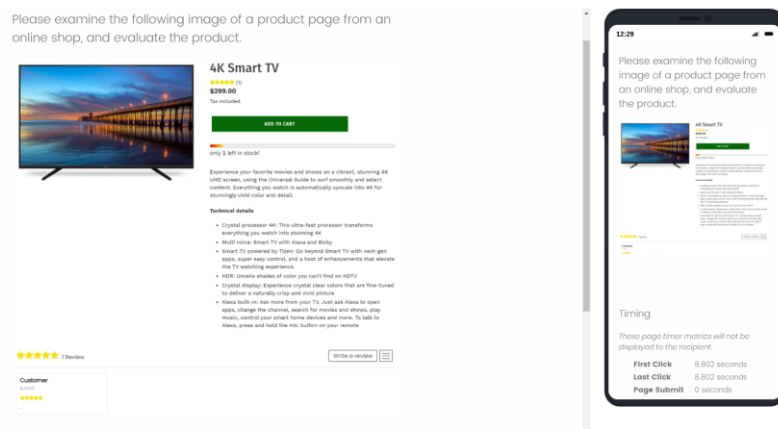 Please examine the following image of a product page from an
online shop, and evaluate the product.
4K Smart TV
(1)
$299.00
Tax included.
ADD TO CART
only 1 left in stock!
Experience your favorite movies and shows on a vibrant, stunning 4K
UHD screen, using the Universal Guide to surf smoothly and select
content. Everything you watch is automatically upscale into 4K for
stunningly vivid color and detail.
Technical details
Crystal processor 4K: This ultra-fast processor transforms
everything you watch into stunning 4K
Multi voice: Smart TV with Alexa and Bixby
Smart TV powered by Tizen: Go beyond Smart TV with next-gen
apps, super easy control, and a host of enhancements that elevate
the TV watching experience.
HDR: Unveils shades of color you can't find on HDTV
Crystal display: Experience crystal clear colors that are fine-tuned
to deliver a naturally crisp and vivid picture
Alexa built-in: Ask more from your TV. Just ask Alexa to open
apps, change the channel, search for movies and shows, play
music, control your smart home devices and more. To talk to
Alexa, press and hold the mic button on your remote
1 Review
Write a review
Customer
12:29
Please examine the following
image of a product page from
an online shop, and evaluate
the product.
4K Smart TV
Timing
These page timer metrics will not be
displayed to the recipient.
First Click 8.802 seconds
Last Click 8.802 seconds
Page Submit 0 seconds